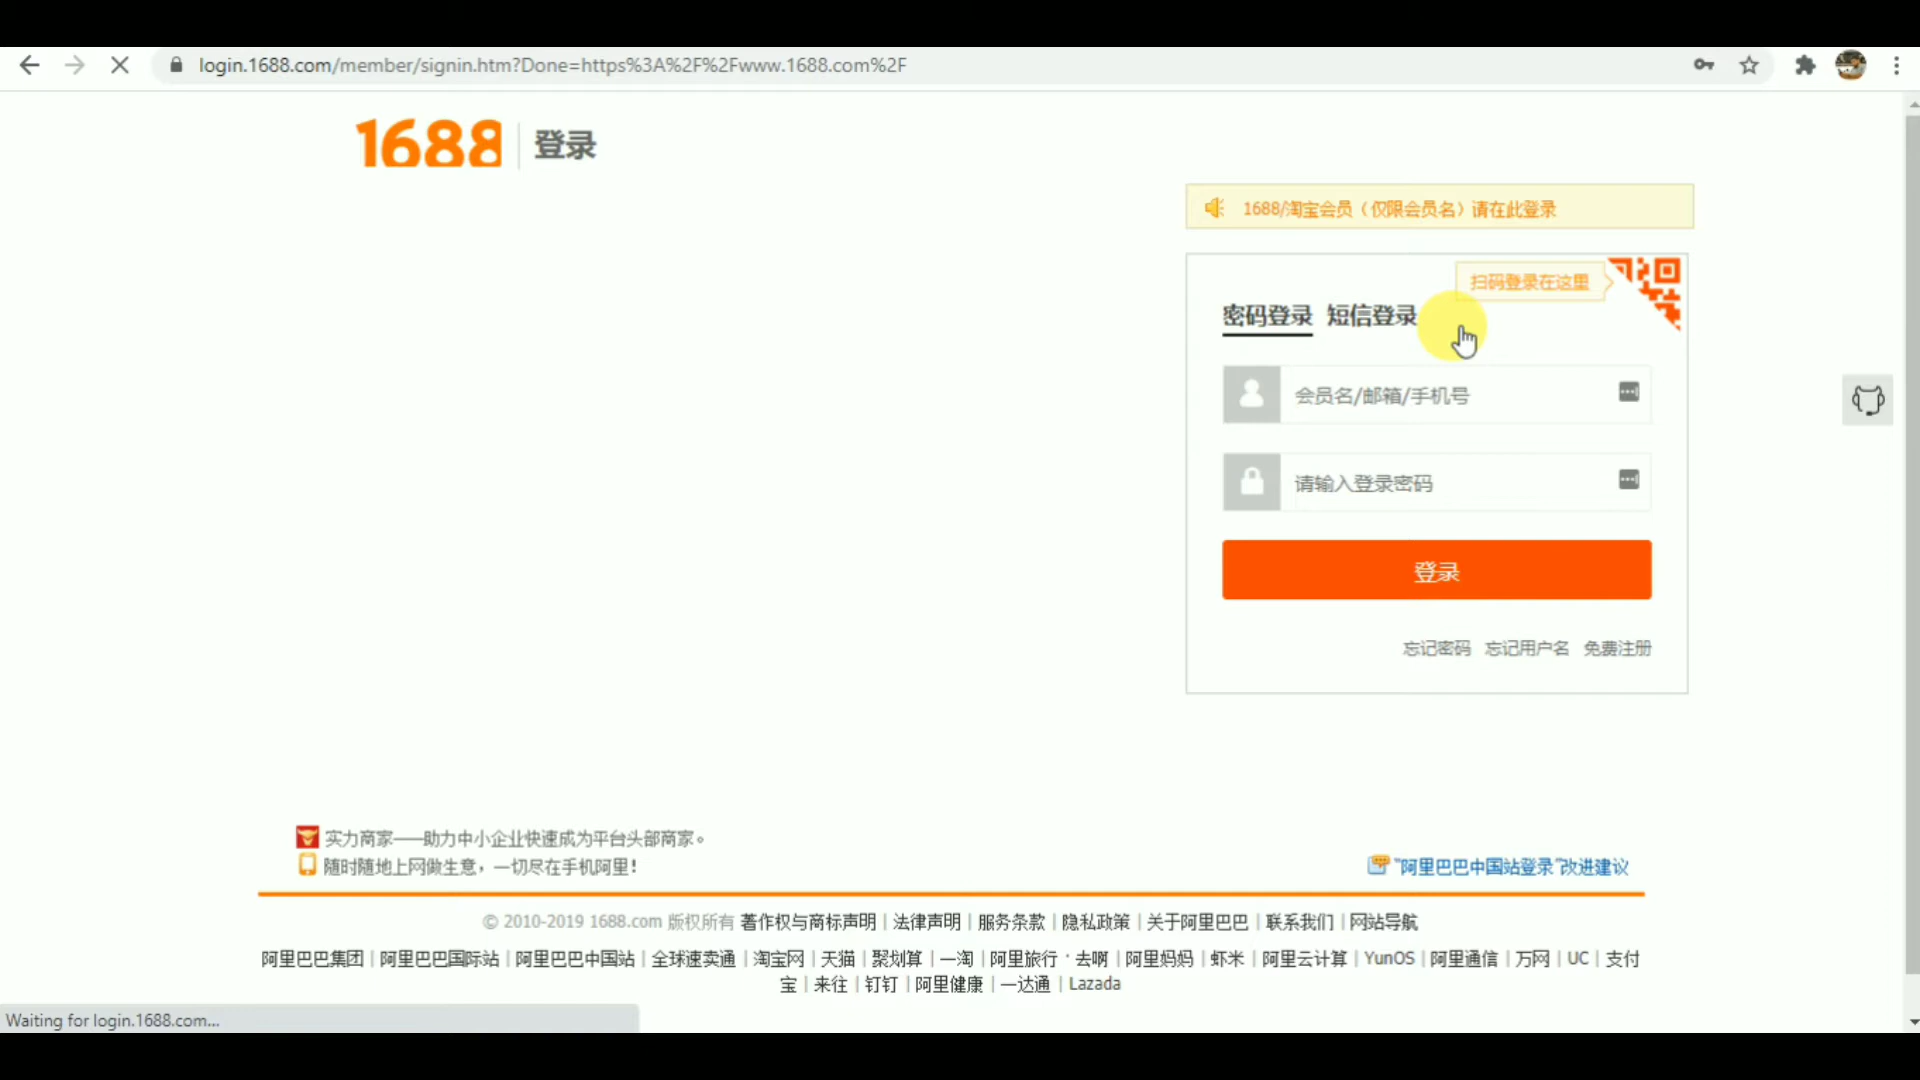 login.1688.com/member/signin.htm?Done=https%3A%2F%2Fwww.1688.com%2F
1688 登录
1688/淘宝会员（仅限会员名）请在此登录
扫码登录在这里
密码登录 短信登录
会员名/邮箱/手机号
请输入登录密码
登录
忘记密码 忘记用户名 免费注册
实力商家——助力中小企业快速成为平台头部商家。
随时随地上网做生意，一切尽在手机阿里！
"阿里巴巴中国站登录"改进建议
© 2010-2019 1688.com 版权所有 著作权与商标声明 | 法律声明 | 服务条款 | 隐私政策 | 关于阿里巴巴 | 联系我们 | 网站导航
阿里巴巴集团 | 阿里巴巴国际站 | 阿里巴巴中国站 | 全球速卖通 | 淘宝网 | 天猫 | 聚划算 | 一淘 | 阿里旅行 · 去啊 | 阿里妈妈 | 虾米 | 阿里云计算 | YunOS | 阿里通信 | 万网 | UC | 支付
宝 | 来往 | 钉钉 | 阿里健康 | 一达通 | Lazada
Waiting for login.1688.com...